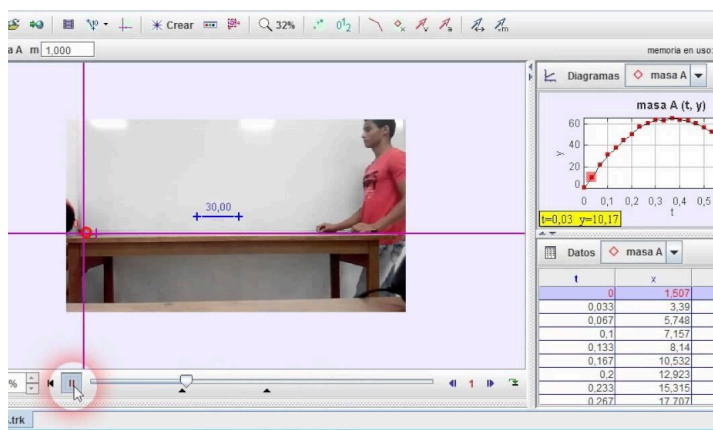 Crear 32%
a A m 1,000 memoria en uso:
Diagramas masa A
masa A (t, y)
60
40
20
0
y
0 0,1 0,2 0,3 0,4 0,5
t
t=0,03 y=10,17
30,00
Datos masa A
t x
0 1,507
0,033 3,39
0,067 5,748
0,1 7,157
0,133 8,14
0,167 10,532
0,2 12,923
0,233 15,315
0,267 17,707
% 1
.trk